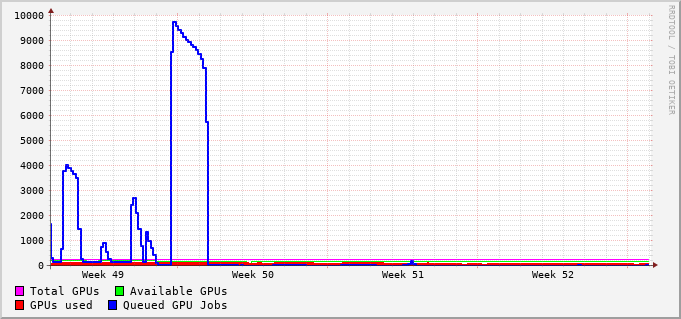 10000
9000
8000
7000
6000
5000
4000
3000
2000
1000
0
Week 49 Week 50 Week 51 Week 52
Total GPUs Available GPUs
GPUs used Queued GPU Jobs
RRDTOOL / TOBI OETIKER